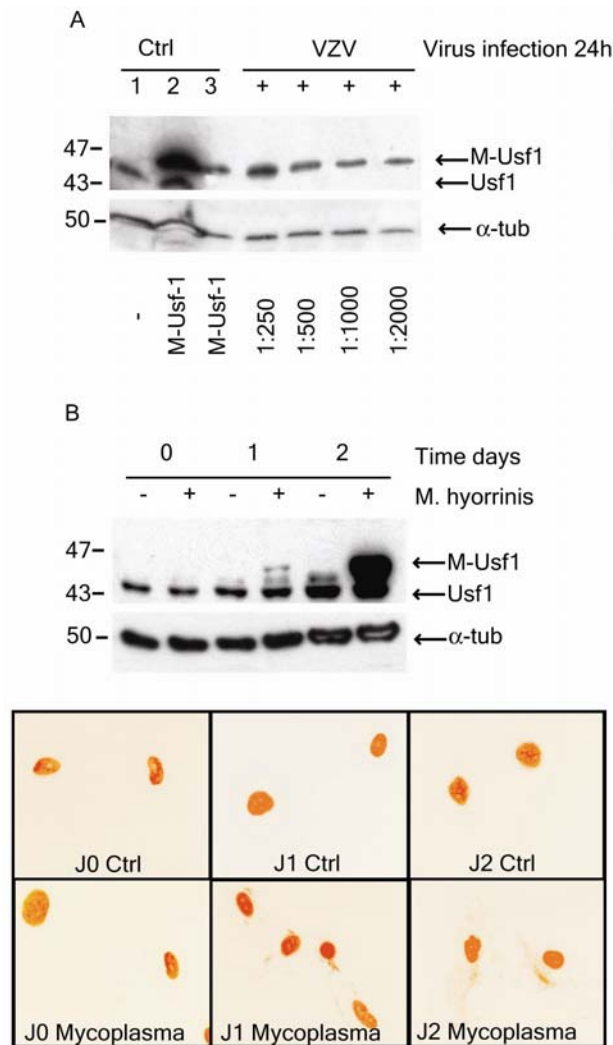 A
Ctrl VZV Virus infection 24h
1 2 3 + + + +
47
43
M-Usf1
Usf1
50
α-tub
- M-Usf-1 M-Usf-1 1:250 1:500 1:1000 1:2000
B
0 1 2 Time days
- + - + - + M. hyorrinis
47
43
M-Usf1
Usf1
50
α-tub
J0 Ctrl J1 Ctrl J2 Ctrl
J0 Mycoplasma J1 Mycoplasma J2 Mycoplasma